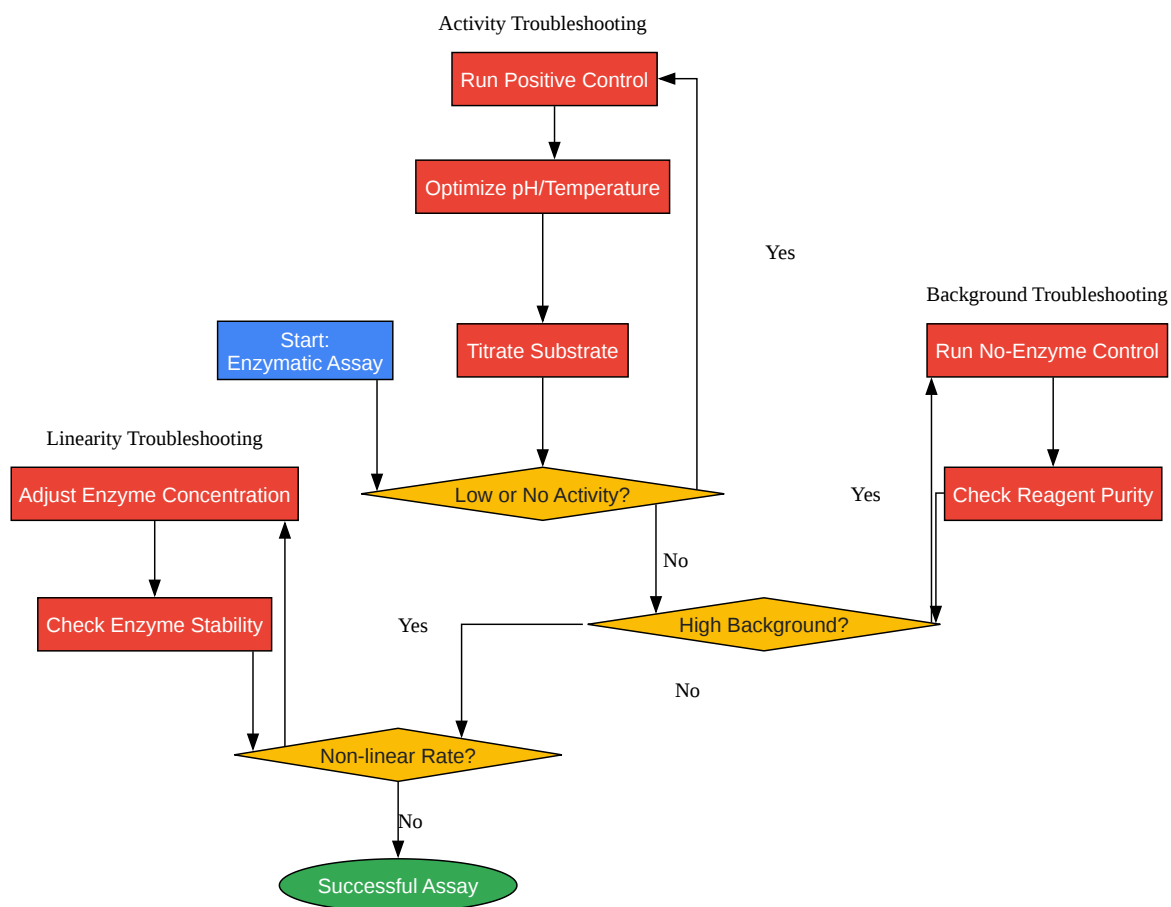 Activity Troubleshooting
Run Positive Control
Optimize pH/Temperature
Yes
Background Troubleshooting
Start:
Enzymatic Assay
Titrate Substrate
Run No-Enzyme Control
Linearity Troubleshooting
Adjust Enzyme Concentration
Low or No Activity?
Yes
Check Reagent Purity
No
Check Enzyme Stability
Yes
High Background?
No
Non-linear Rate?
No
Successful Assay